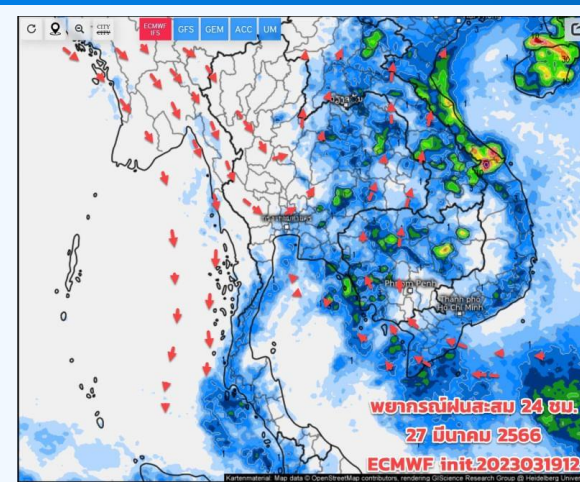 CITY
CITY
ECMWF
IFS
GFS
GEM
ACC
UM
Phnom Penh
Thành phố
Hồ Chí Minh
พยากรณ์ฝนสะสม 24 ชม.
27 มีนาคม 2566
ECMWF init.2023031912
Kartenmaterial: Map data © OpenStreetMap contributors, rendering GIScience Research Group @ Heidelberg Univer